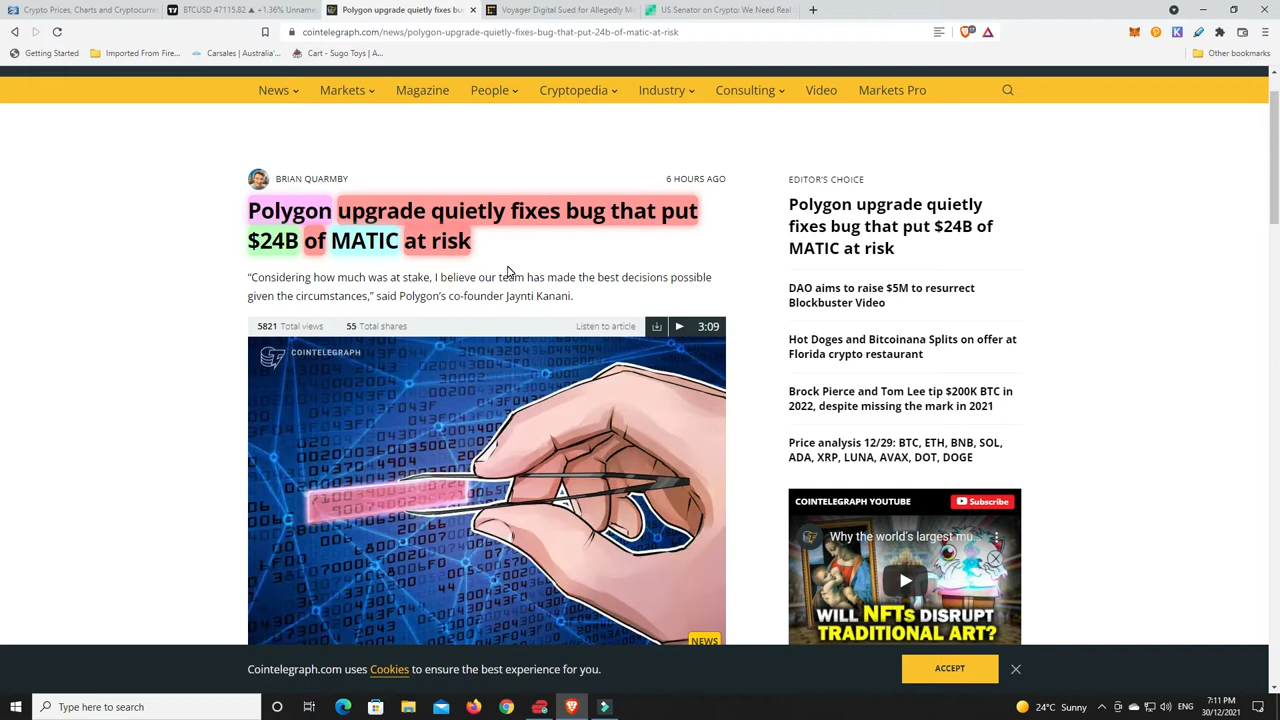 Crypto Prices, Charts and Cryptocurr
BTCUSD 47115.82 ▲ +1.36% Unname
Polygon upgrade quietly fixes bug
Voyager Digital Sued for Allegedly Mi
US Senator on Crypto: We Need Real
cointelegraph.com/news/polygon-upgrade-quietly-fixes-bug-that-put-24b-of-matic-at-risk
Getting Started
Imported From Fire...
Carsales | Australia'...
Cart - Sugo Toys | A...
Other bookmarks
News
Markets
Magazine
People
Cryptopedia
Industry
Consulting
Video
Markets Pro
BRIAN QUARMBY
6 HOURS AGO
Polygon upgrade quietly fixes bug that put
$24B of MATIC at risk
“Considering how much was at stake, I believe our team has made the best decisions possible
given the circumstances,” said Polygon’s co-founder Jaynti Kanani.
5821 Total views
55 Total shares
Listen to article
3:09
COINTELEGRAPH
NEWS
EDITOR'S CHOICE
Polygon upgrade quietly
fixes bug that put $24B of
MATIC at risk
DAO aims to raise $5M to resurrect
Blockbuster Video
Hot Doges and Bitcoinana Splits on offer at
Florida crypto restaurant
Brock Pierce and Tom Lee tip $200K BTC in
2022, despite missing the mark in 2021
Price analysis 12/29: BTC, ETH, BNB, SOL,
ADA, XRP, LUNA, AVAX, DOT, DOGE
COINTELEGRAPH YOUTUBE
Subscribe
Why the world's largest mu...
WILL NFTs DISRUPT
TRADITIONAL ART?
Cointelegraph.com uses Cookies to ensure the best experience for you.
ACCEPT
Type here to search
24°C Sunny
ENG
7:11 PM
30/12/2021